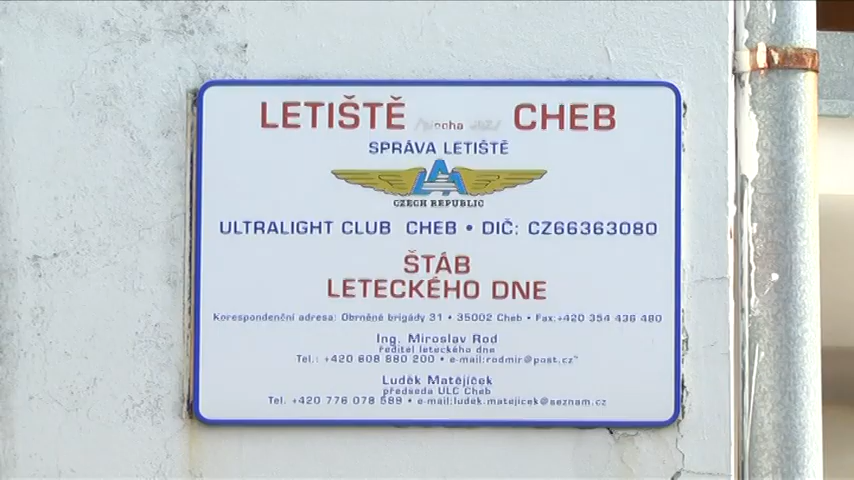 LETIŠTĚ CHEB
SPRÁVA LETIŠTĚ
LAA
CZECH REPUBLIC
ULTRALIGHT CLUB CHEB • DIČ: CZ66363080
ŠTÁB
LETECKÉHO DNE
Korespondenční adresa: Obrněné brigády 31 • 35002 Cheb • Fax:+420 354 436 480
Ing. Miroslav Rod
ředitel leteckého dne
Tel.: +420 608 880 200 • e-mail:rodmir@post.cz
Luděk Matějíček
předseda ULC Cheb
Tel. +420 776 078 589 • e-mail:ludek.matejicek@seznam.cz